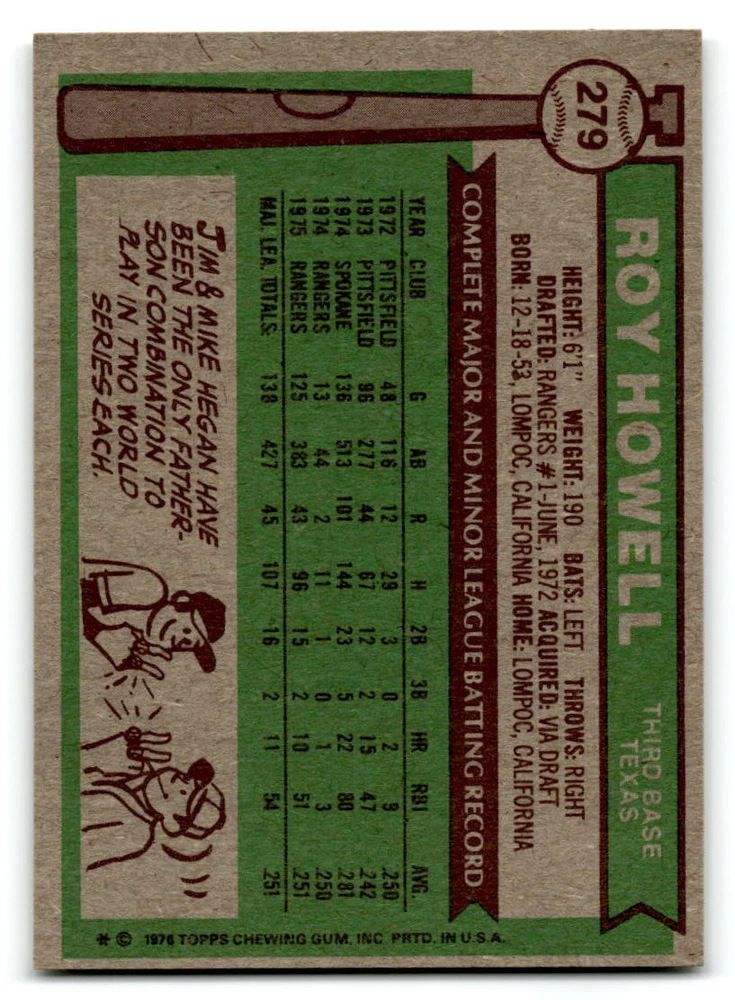 279
ROY HOWELL
THIRD BASE
TEXAS
HEIGHT: 6'1" WEIGHT: 190 BATS: LEFT THROWS: RIGHT
DRAFTED: RANGERS #1-JUNE, 1972 ACQUIRED: VIA DRAFT
BORN: 12-18-53, LOMPOC, CALIFORNIA HOME: LOMPOC, CALIFORNIA
COMPLETE MAJOR AND MINOR LEAGUE BATTING RECORD
YEAR CLUB G AB R H 2B 3B HR RBI AVG.
1972 PITTSFIELD 48 116 12 29 3 0 2 9 .250
1973 PITTSFIELD 96 277 44 67 12 2 15 47 .242
1974 SPOKANE 136 513 101 144 23 5 22 80 .281
1974 RANGERS 13 44 2 11 1 0 1 3 .250
1975 RANGERS 125 383 43 96 15 2 10 51 .251
MAJ. LEA. TOTALS: 138 427 45 107 16 2 11 54 .251
JIM & MIKE HEGAN HAVE
BEEN THE ONLY FATHER-
SON COMBINATION TO
PLAY IN TWO WORLD
SERIES EACH.
* © 1976 TOPPS CHEWING GUM, INC. PRTD. IN U.S.A.